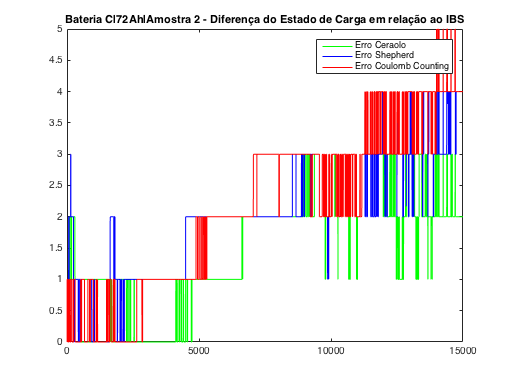 Bateria CI72AhIAmostra 2 - Diferença do Estado de Carga em relação ao IBS
5
4.5
4
3.5
3
2.5
2
1.5
1
0.5
0
Erro Ceraolo
Erro Shepherd
Erro Coulomb Counting
0 5000 10000 15000